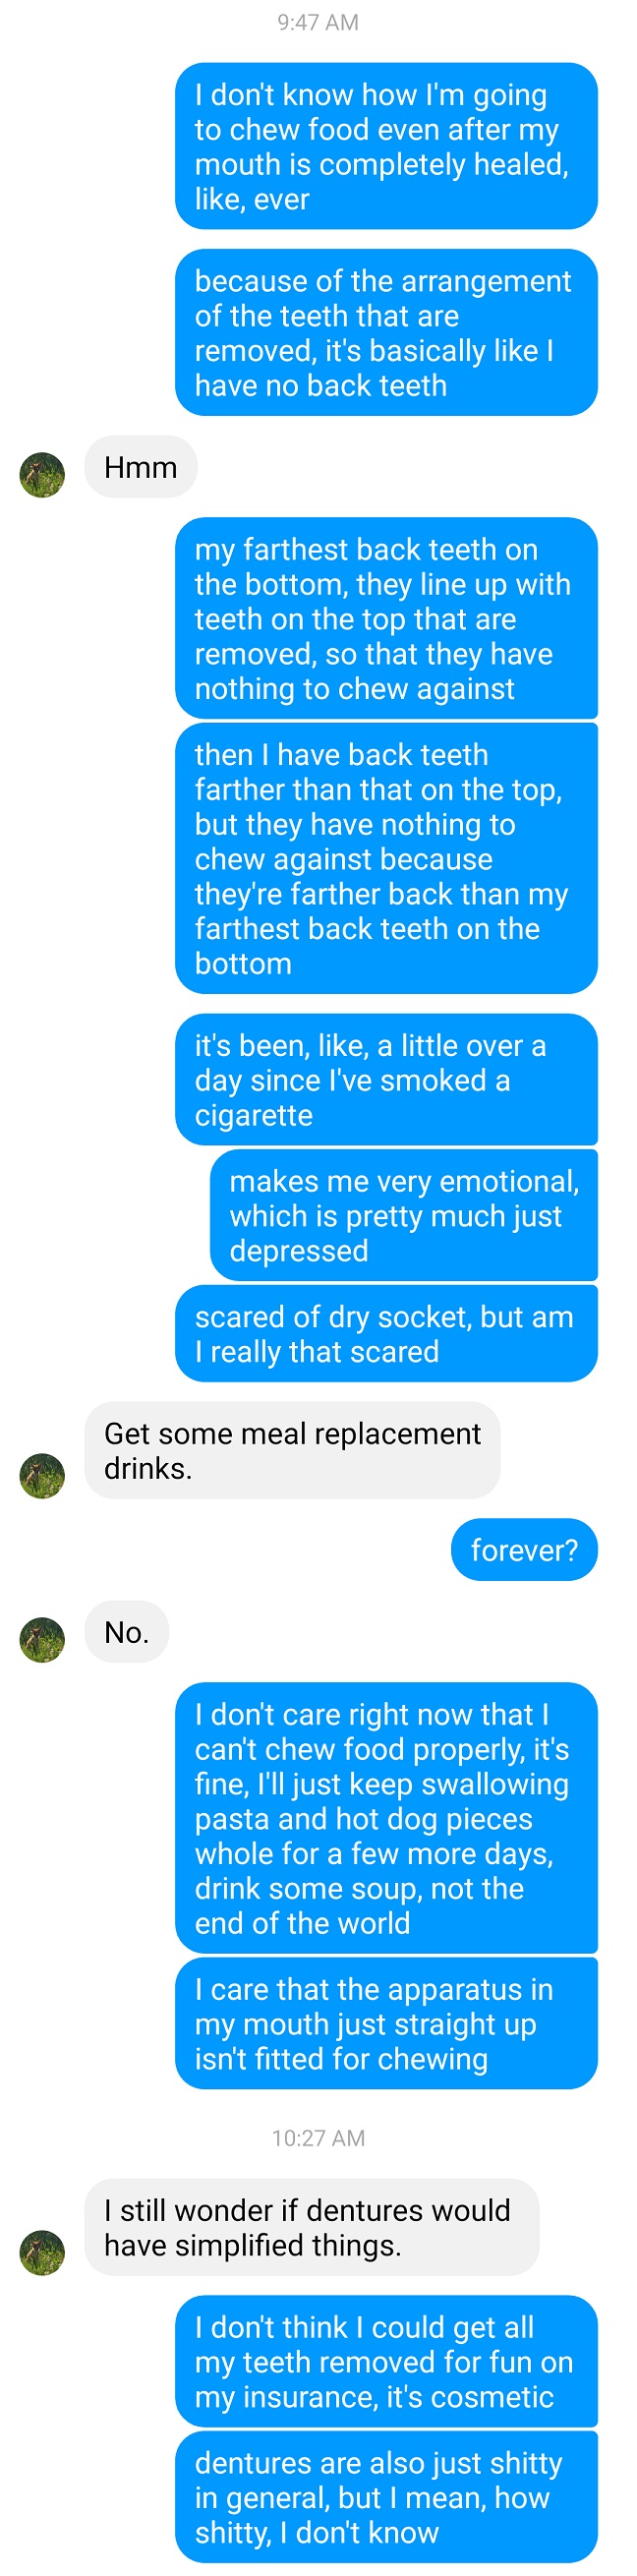 9:47 AM
I don't know how I'm going
to chew food even after my
mouth is completely healed,
like, ever
because of the arrangement
of the teeth that are
removed, it's basically like I
have no back teeth
Hmm
my farthest back teeth on
the bottom, they line up with
teeth on the top that are
removed, so that they have
nothing to chew against
then I have back teeth
farther than that on the top,
but they have nothing to
chew against because
they're farther back than my
farthest back teeth on the
bottom
it's been, like, a little over a
day since I've smoked a
cigarette
makes me very emotional,
which is pretty much just
depressed
scared of dry socket, but am
I really that scared
Get some meal replacement
drinks.
forever?
No.
I don't care right now that I
can't chew food properly, it's
fine, I'll just keep swallowing
pasta and hot dog pieces
whole for a few more days,
drink some soup, not the
end of the world
I care that the apparatus in
my mouth just straight up
isn't fitted for chewing
10:27 AM
I still wonder if dentures would
have simplified things.
I don't think I could get all
my teeth removed for fun on
my insurance, it's cosmetic
dentures are also just shitty
in general, but I mean, how
shitty, I don't know